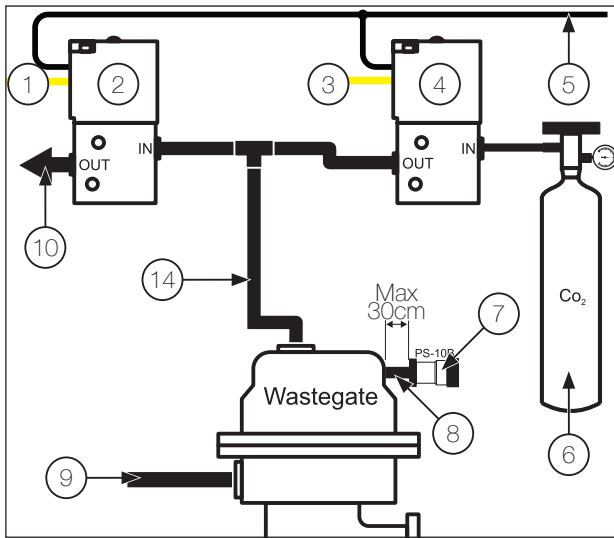 1
2
3
4
5
IN
OUT
IN
OUT
10
14
Max
30cm
7
PS-10B
Co₂
Wastegate
8
6
9